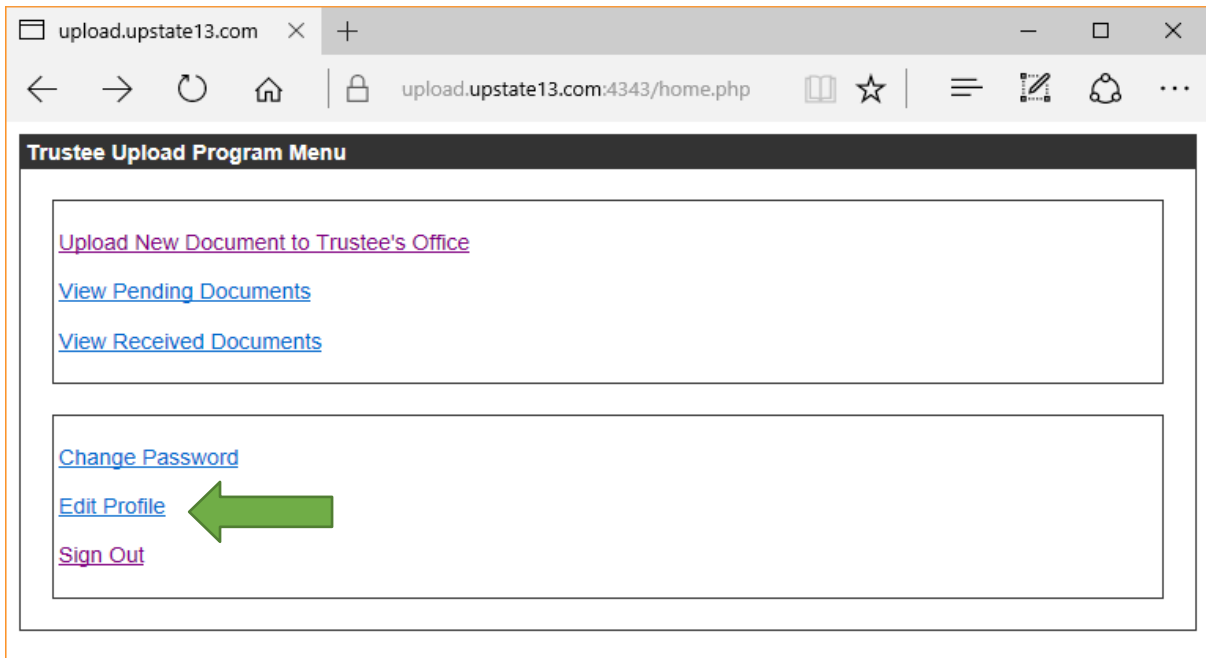 upload.upstate13.com
upload.upstate13.com:4343/home.php
Trustee Upload Program Menu
Upload New Document to Trustee's Office
View Pending Documents
View Received Documents
Change Password
Edit Profile
Sign Out